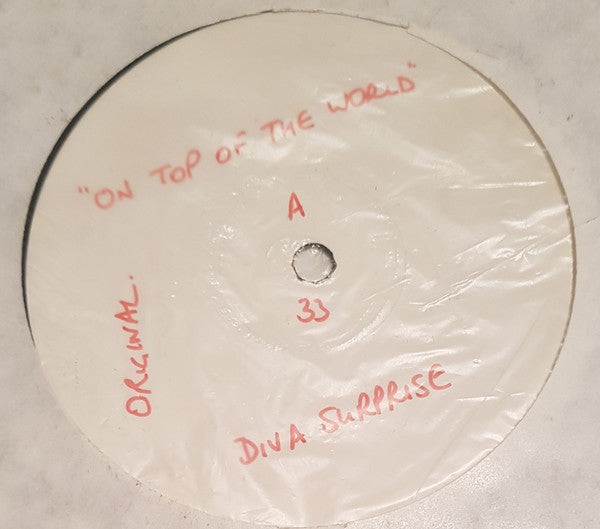 "ON TOP OF THE WORLD"
A
33
ORIGINAL.
DIVA SURPRISE